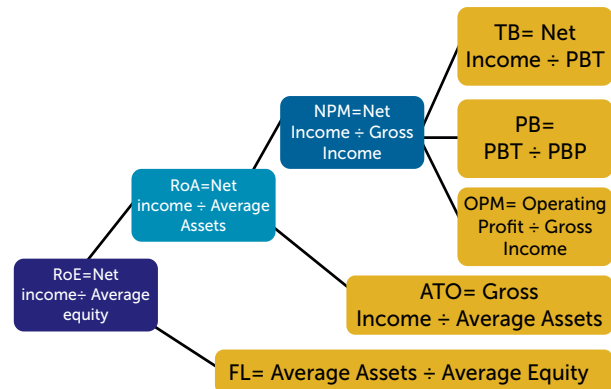 TB= Net
Income ÷ PBT
NPM=Net
Income ÷ Gross
Income
PB=
PBT ÷ PBP
RoA=Net
income ÷ Average
Assets
OPM= Operating
Profit ÷ Gross
Income
RoE=Net
income÷ Average
equity
ATO= Gross
Income ÷ Average Assets
FL= Average Assets ÷ Average Equity